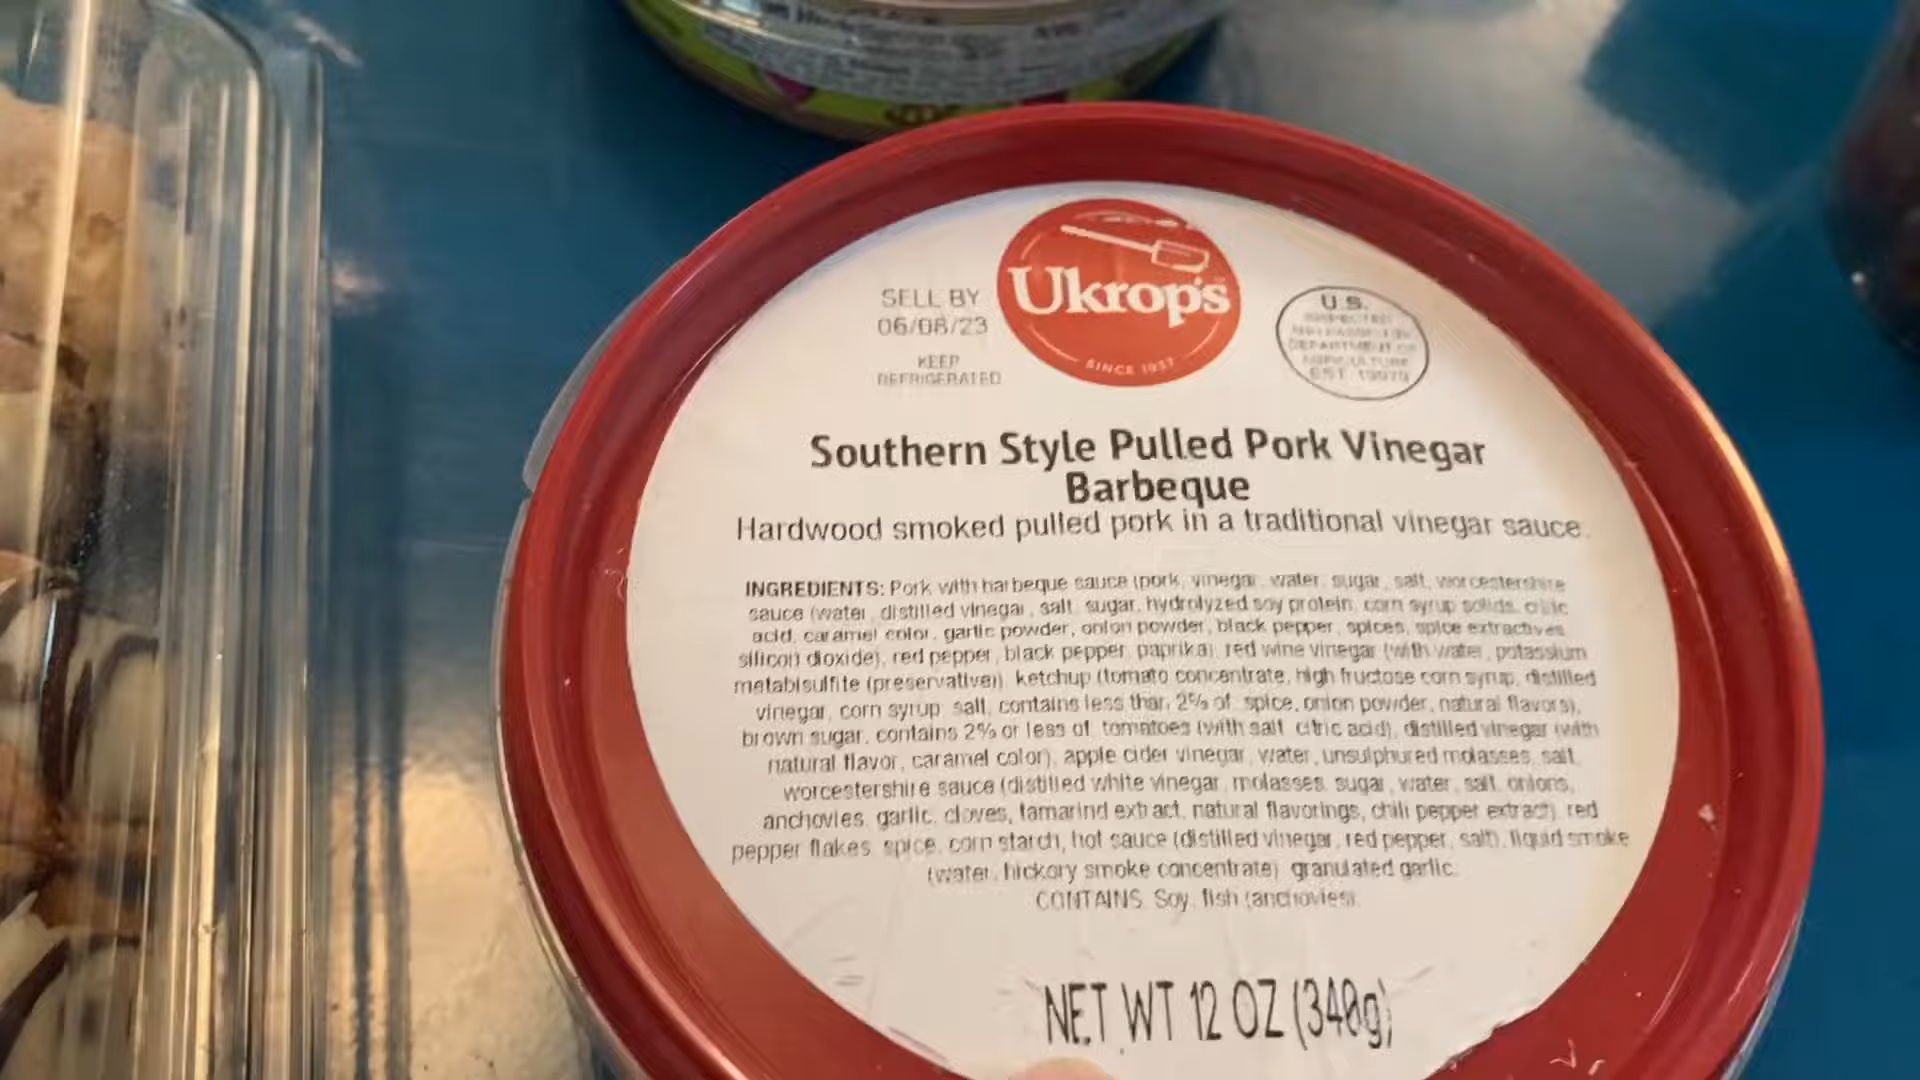 SELL BY
06/08/23
KEEP
REFRIGERATED
Ukrop's
SINCE 1937
U.S.
INSPECTED
DEPARTMENT OF
AGRICULTURE
EST.
Southern Style Pulled Pork Vinegar
Barbeque
Hardwood smoked pulled pork in a traditional vinegar sauce.
INGREDIENTS: Pork with barbeque sauce (pork, vinegar, water, sugar, salt, worcestershire
sauce (water, distilled vinegar, salt, sugar, hydrolyzed soy protein, corn syrup solids, citric
acid, caramel color, garlic powder, onion powder, black pepper, spices, spice extractives
silicon dioxide), red pepper, black pepper, paprika), red wine vinegar (with water, potassium
metabisulfite (preservative)), ketchup (tomato concentrate, high fructose corn syrup, distilled
vinegar, corn syrup, salt, contains less than 2% of: spice, onion powder, natural flavors),
brown sugar, contains 2% or less of: tomatoes (with salt, citric acid), distilled vinegar (with
natural flavor, caramel color), apple cider vinegar, water, unsulphured molasses, salt,
worcestershire sauce (distilled white vinegar, molasses, sugar, water, salt, onions,
anchovies, garlic, cloves, tamarind extract, natural flavorings, chili pepper extract), red
pepper flakes, spice, corn starch, hot sauce (distilled vinegar, red pepper, salt), liquid smoke
(water, hickory smoke concentrate), granulated garlic.
CONTAINS: Soy, fish (anchovies).
NET WT 12 OZ (340g)